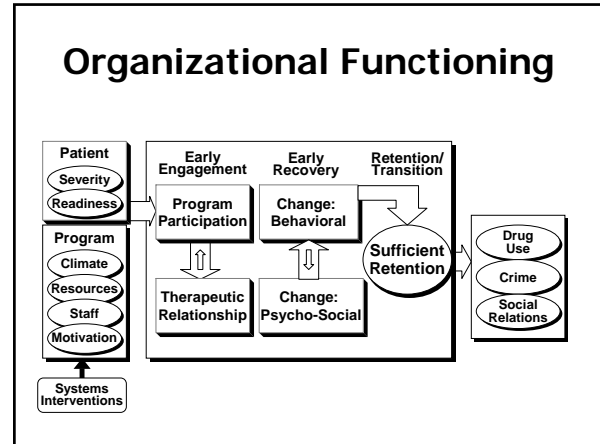 Organizational Functioning
Patient
Severity
Readiness
Program
Climate
Resources
Staff
Motivation
Systems
Interventions
Early
Engagement
Program
Participation
Therapeutic
Relationship
Early
Recovery
Change:
Behavioral
Change:
Psycho-Social
Retention/
Transition
Sufficient
Retention
Drug
Use
Crime
Social
Relations